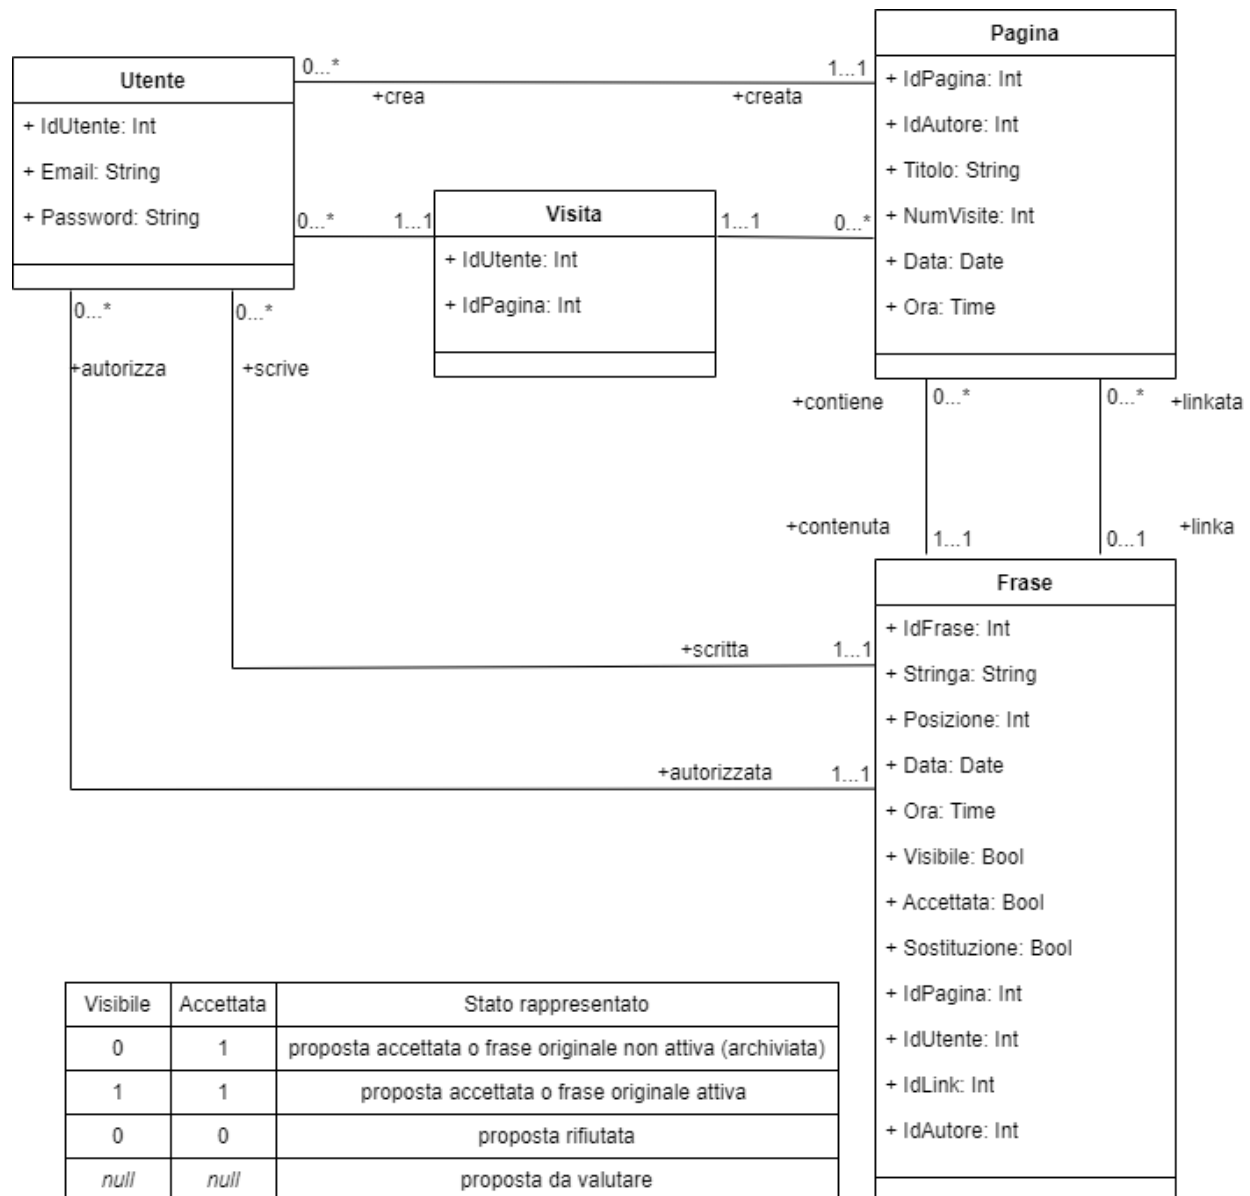 Utente
+ IdUtente: Int
+ Email: String
+ Password: String
0...*
1...1
+crea
+creata
Pagina
+ IdPagina: Int
+ IdAutore: Int
+ Titolo: String
+ NumVisite: Int
+ Data: Date
+ Ora: Time
0...*
1...1
Visita
+ IdUtente: Int
+ IdPagina: Int
1...1
0...*
0...*
0...*
+autorizza
+scrive
+contiene
0...*
0...*
+linkata
+contenuta
1...1
0...1
+linka
+scritta
1...1
+autorizzata
1...1
Frase
+ IdFrase: Int
+ Stringa: String
+ Posizione: Int
+ Data: Date
+ Ora: Time
+ Visibile: Bool
+ Accettata: Bool
+ Sostituzione: Bool
+ IdPagina: Int
+ IdUtente: Int
+ IdLink: Int
+ IdAutore: Int
Visibile Accettata Stato rappresentato
0 1 proposta accettata o frase originale non attiva (archiviata)
1 1 proposta accettata o frase originale attiva
0 0 proposta rifiutata
null null proposta da valutare